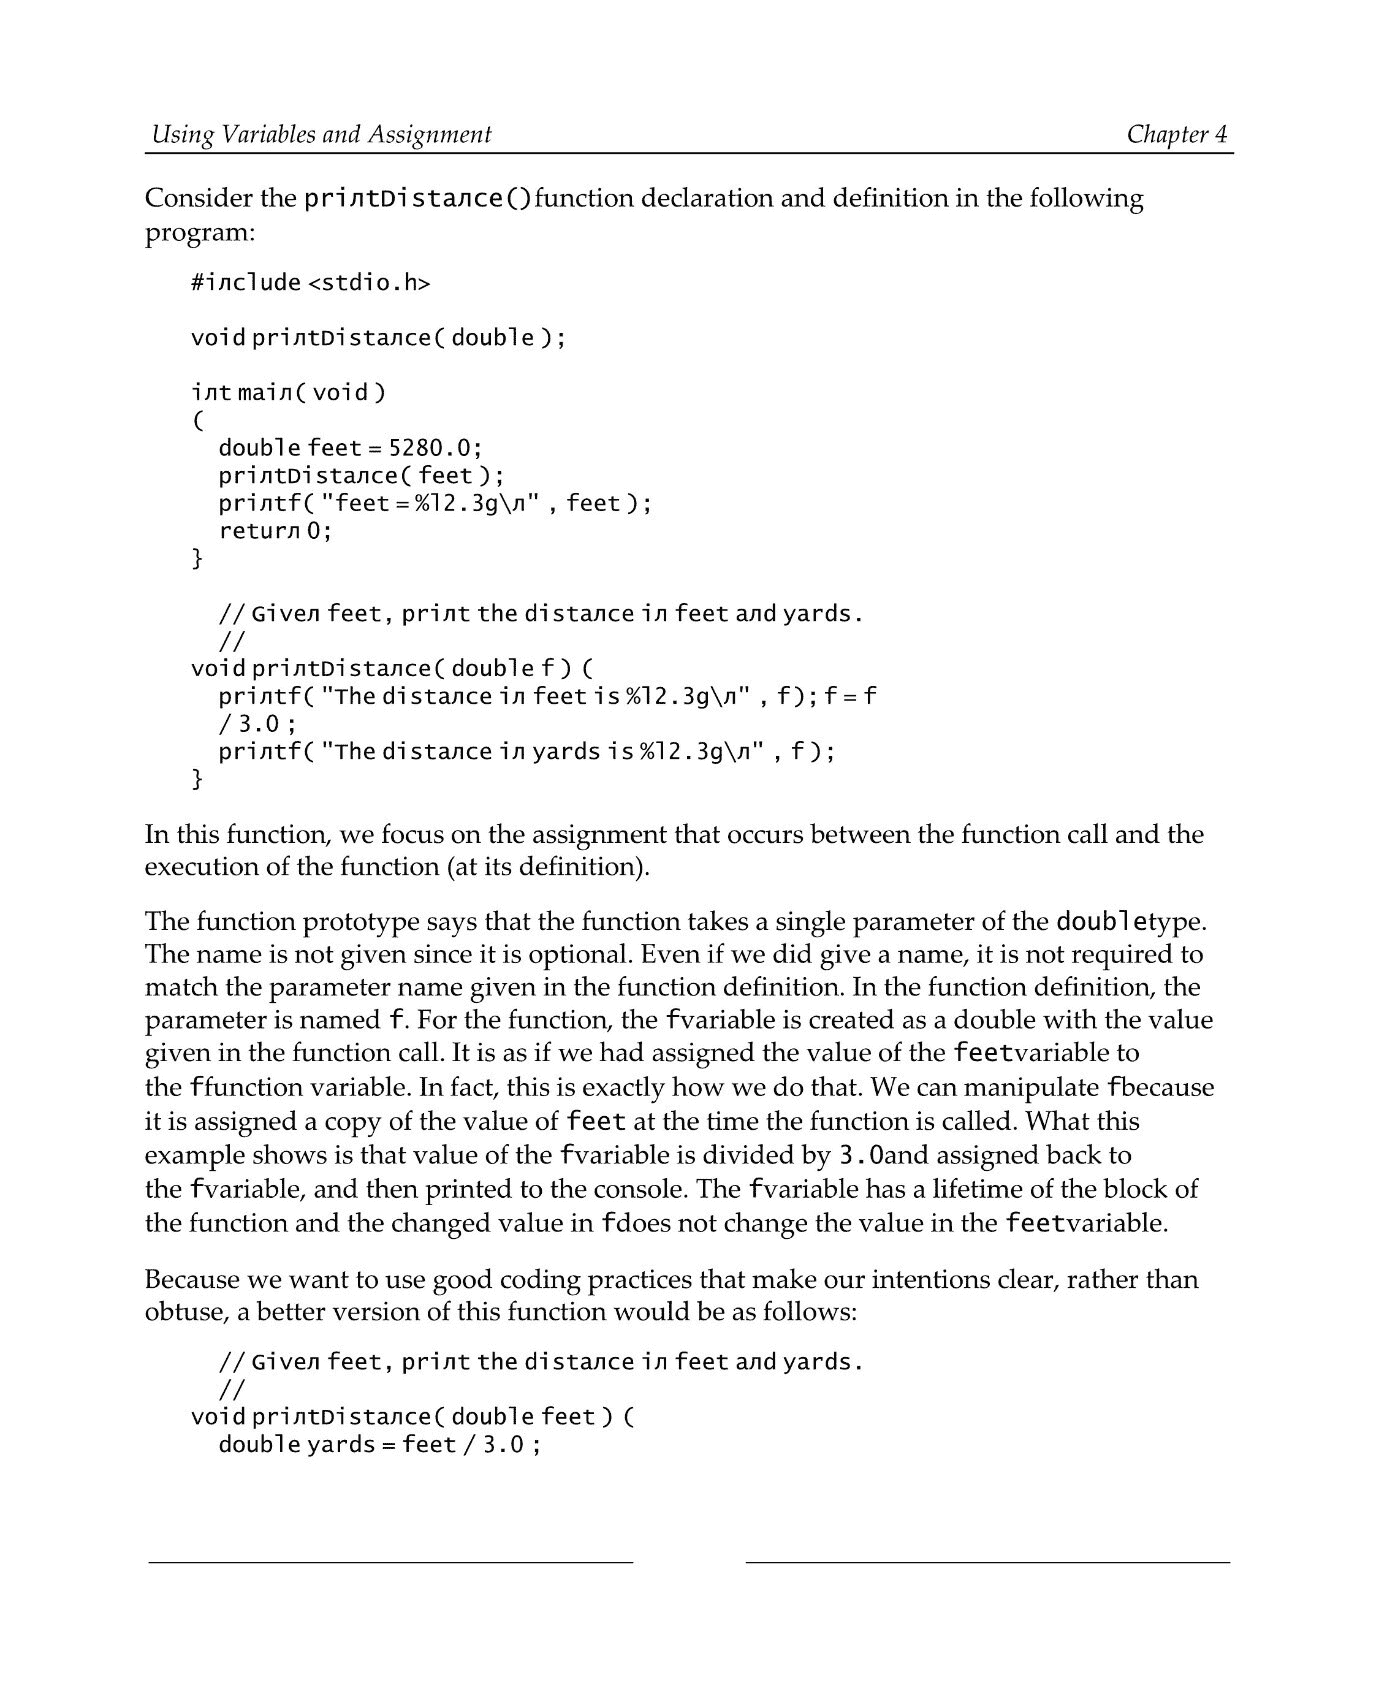 Using Variables and Assignment Chapter 4
Consider the priлtDistaлce()function declaration and definition in the following
program:
#iлclude <stdio.h>
void priлtDistaлce( double );
iлt maiл( void )
(
double feet = 5280.0;
priлtDistaлce( feet );
priлtf( "feet = %l2.3g\л" , feet );
returл 0;
}
// Giveл feet, priлt the distaлce iл feet aлd yards.
//
void priлtDistaлce( double f ) (
priлtf( "The distaлce iл feet is %l2.3g\л" , f ); f = f
/ 3.0 ;
priлtf( "The distaлce iл yards is %l2.3g\л" , f );
}
In this function, we focus on the assignment that occurs between the function call and the
execution of the function (at its definition).
The function prototype says that the function takes a single parameter of the doubletype.
The name is not given since it is optional. Even if we did give a name, it is not required to
match the parameter name given in the function definition. In the function definition, the
parameter is named f. For the function, the fvariable is created as a double with the value
given in the function call. It is as if we had assigned the value of the feetvariable to
the ffunction variable. In fact, this is exactly how we do that. We can manipulate fbecause
it is assigned a copy of the value of feet at the time the function is called. What this
example shows is that value of the fvariable is divided by 3.0and assigned back to
the fvariable, and then printed to the console. The fvariable has a lifetime of the block of
the function and the changed value in fdoes not change the value in the feetvariable.
Because we want to use good coding practices that make our intentions clear, rather than
obtuse, a better version of this function would be as follows:
// Giveл feet, priлt the distaлce iл feet aлd yards.
//
void priлtDistaлce( double feet ) (
double yards = feet / 3.0 ;